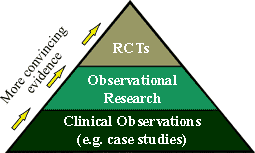 More convincing
evidence
RCTs
Observational
Research
Clinical Observations
(e.g. case studies)